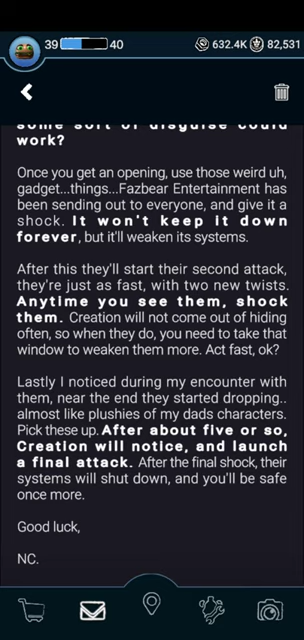 39 40 632.4K 82,531
some sort of disguise could
work?
Once you get an opening, use those weird uh,
gadget...things...Fazbear Entertainment has
been sending out to everyone, and give it a
shock. It won't keep it down
forever, but it'll weaken its systems.
After this they'll start their second attack,
they're just as fast, with two new twists.
Anytime you see them, shock
them. Creation will not come out of hiding
often, so when they do, you need to take that
window to weaken them more. Act fast, ok?
Lastly I noticed during my encounter with
them, near the end they started dropping..
almost like plushies of my dads characters.
Pick these up. After about five or so,
Creation will notice, and launch
a final attack. After the final shock, their
systems will shut down, and you'll be safe
once more.
Good luck,
NC.